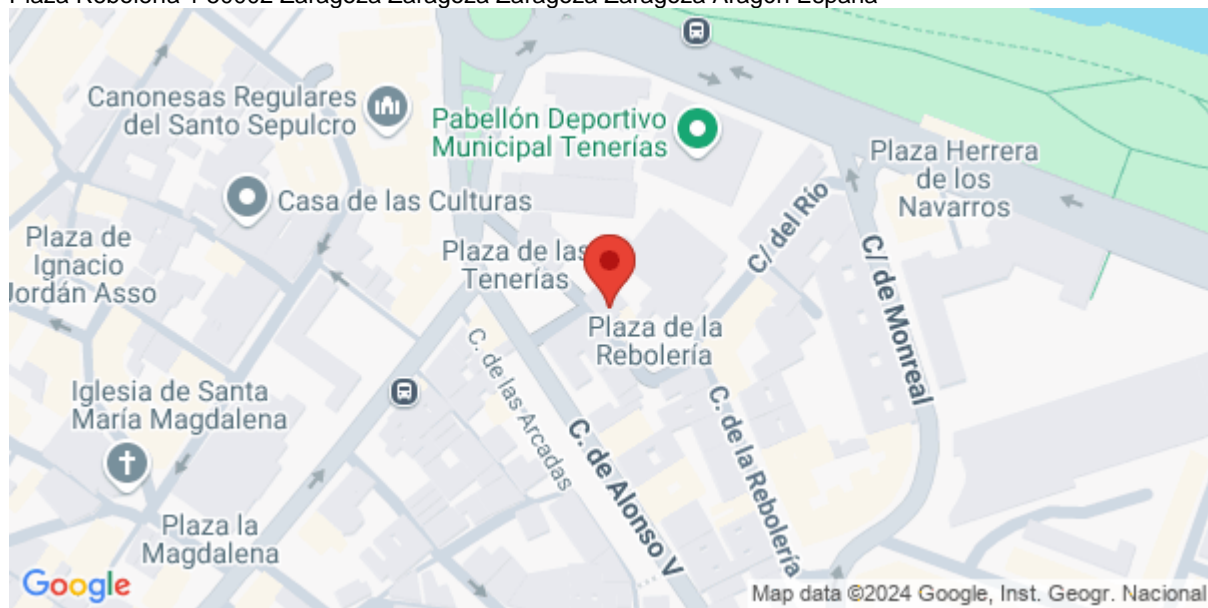 Plaza Rebolería 1 50002 Zaragoza Zaragoza Zaragoza Zaragoza Aragón España
Canonesas Regulares
del Santo Sepulcro
Pabellón Deportivo
Municipal Tenerías
Plaza Herrera
de los
Navarros
Casa de las Culturas
C/ del Rio
Plaza de
Ignacio
Jordán Asso
Plaza de las
Tenerías
C/ de Monreal
Plaza de la
Rebolería
C. de las Arcadas
Iglesia de Santa
María Magdalena
C. de Alonso V
C. de la Rebolería
Plaza la
Magdalena
Google
Map data ©2024 Google, Inst. Geogr. Nacional